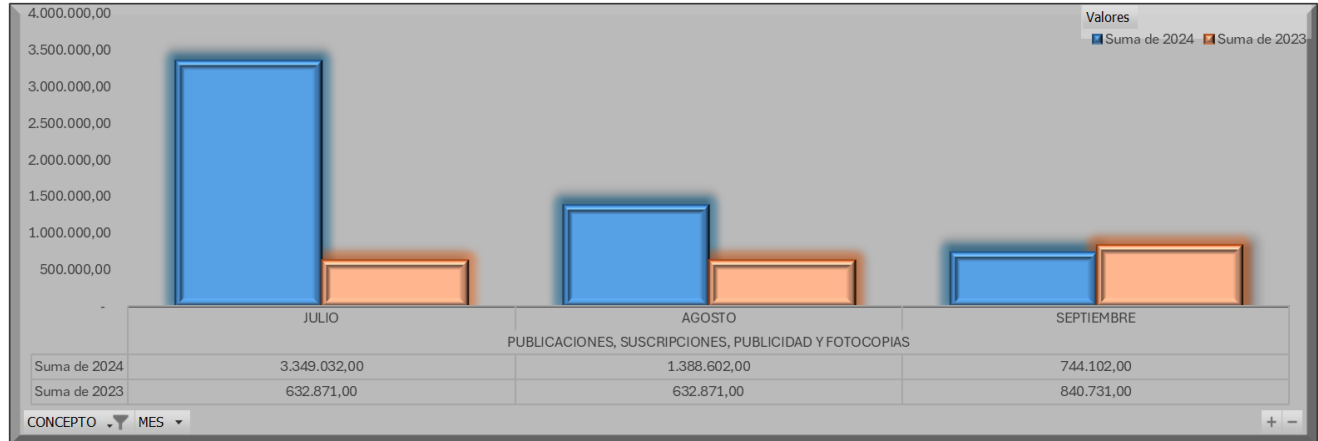 4.000.000,00
Valores
Suma de 2024 Suma de 2023
3.500.000,00
3.000.000,00
2.500.000,00
2.000.000,00
1.500.000,00
1.000.000,00
500.000,00
-
JULIO AGOSTO SEPTIEMBRE
PUBLICACIONES, SUSCRIPCIONES, PUBLICIDAD Y FOTOCOPIAS
Suma de 2024 3.349.032,00 1.388.602,00 744.102,00
Suma de 2023 632.871,00 632.871,00 840.731,00
CONCEPTO MES + -